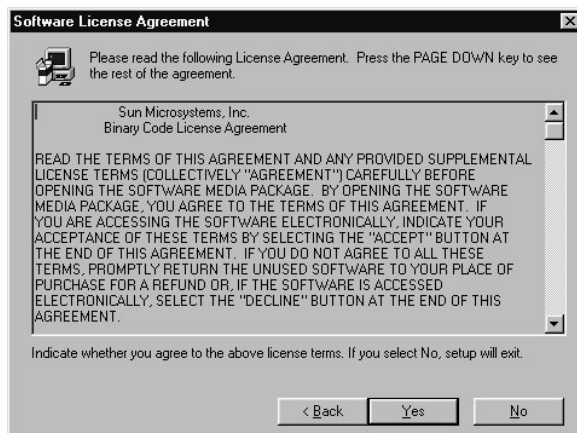 Software License Agreement
Please read the following License Agreement. Press the PAGE DOWN key to see
the rest of the agreement.
Sun Microsystems, Inc.
Binary Code License Agreement
READ THE TERMS OF THIS AGREEMENT AND ANY PROVIDED SUPPLEMENTAL
LICENSE TERMS (COLLECTIVELY "AGREEMENT") CAREFULLY BEFORE
OPENING THE SOFTWARE MEDIA PACKAGE. BY OPENING THE SOFTWARE
MEDIA PACKAGE, YOU AGREE TO THE TERMS OF THIS AGREEMENT. IF
YOU ARE ACCESSING THE SOFTWARE ELECTRONICALLY, INDICATE YOUR
ACCEPTANCE OF THESE TERMS BY SELECTING THE "ACCEPT" BUTTON AT
THE END OF THIS AGREEMENT. IF YOU DO NOT AGREE TO ALL THESE
TERMS, PROMPTLY RETURN THE UNUSED SOFTWARE TO YOUR PLACE OF
PURCHASE FOR A REFUND OR, IF THE SOFTWARE IS ACCESSED
ELECTRONICALLY, SELECT THE "DECLINE" BUTTON AT THE END OF THIS
AGREEMENT.
Indicate whether you agree to the above license terms. If you select No, setup will exit.
< Back Yes No